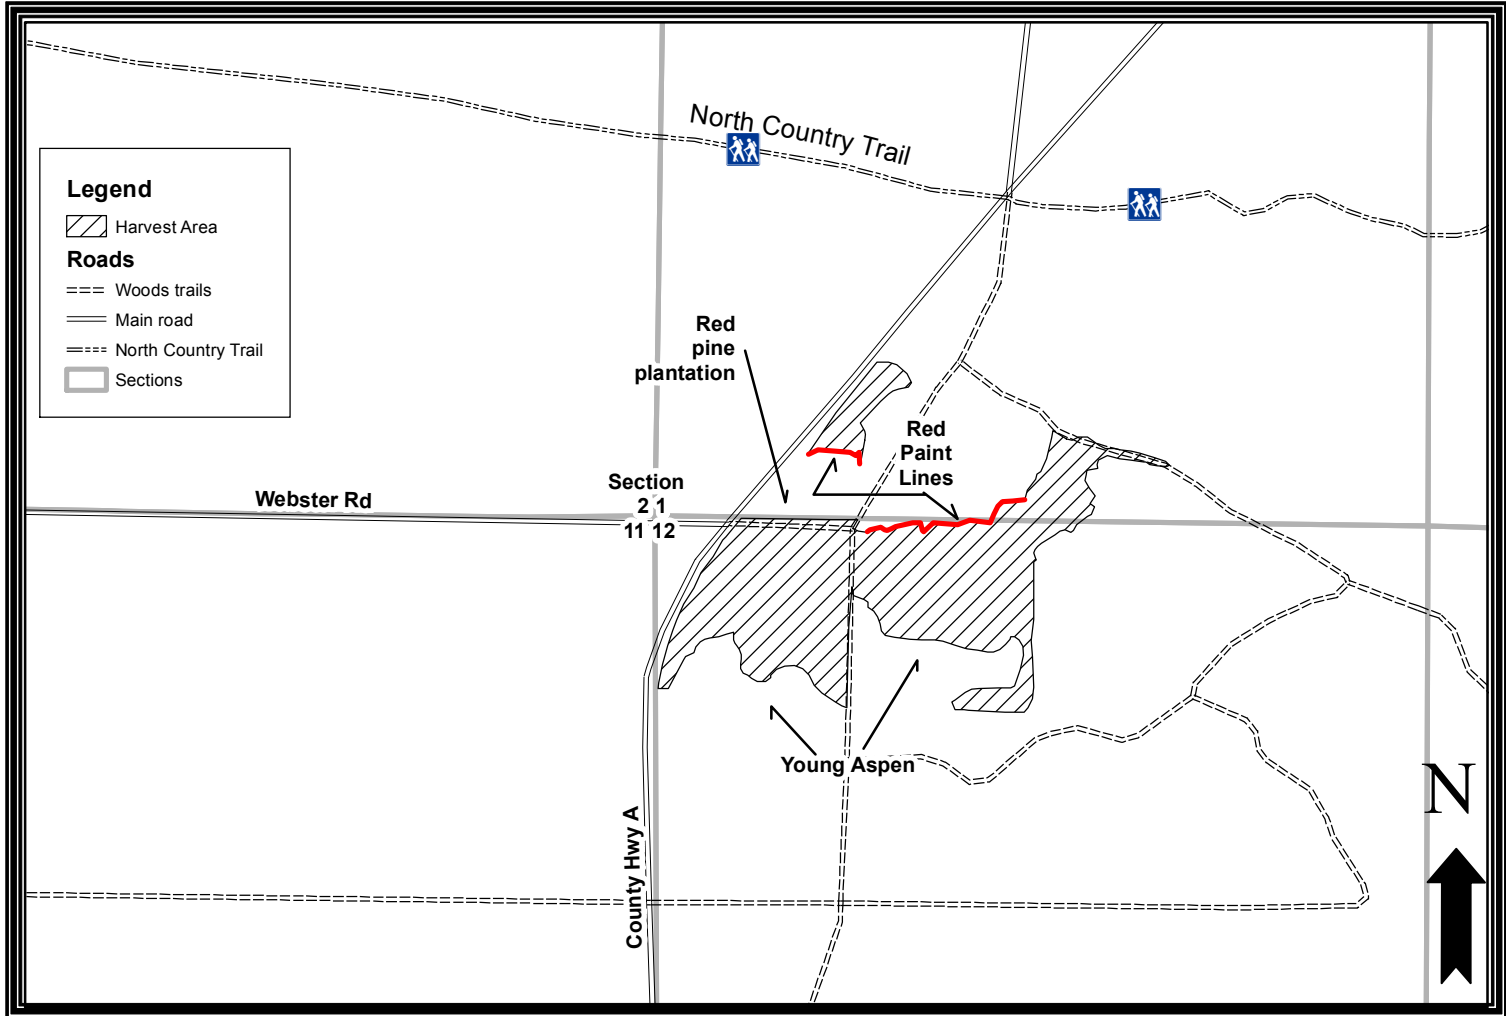 North Country Trail
Legend
Harvest Area
Roads
Woods trails
Main road
North Country Trail
Sections
Red
pine
plantation
Red
Paint
Lines
Section
2 1
11 12
Webster Rd
Young Aspen
County Hwy A
N